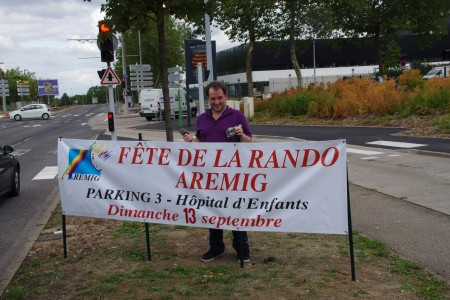 FÊTE DE LA RANDO
AREMIG
AREMIG
PARKING 3 - Hôpital d'Enfants
Dimanche 13 septembre